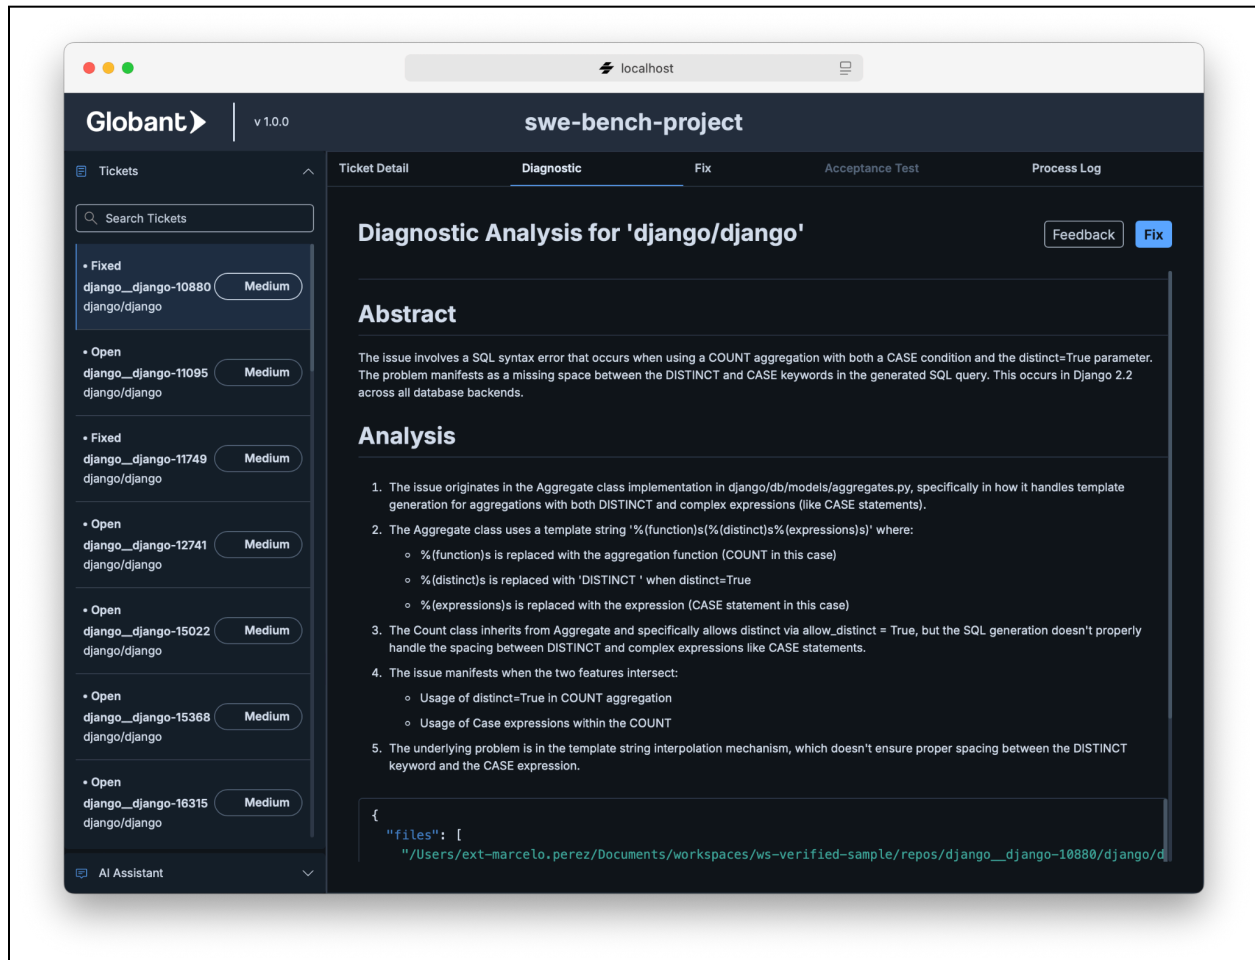 localhost
Globant
v 1.0.0
swe-bench-project
Tickets
Search Tickets
• Fixed
django__django-10880
Medium
django/django
• Open
django__django-11095
Medium
django/django
• Fixed
django__django-11749
Medium
django/django
• Open
django__django-12741
Medium
django/django
• Open
django__django-15022
Medium
django/django
• Open
django__django-15368
Medium
django/django
• Open
django__django-16315
Medium
django/django
AI Assistant
Ticket Detail
Diagnostic
Fix
Acceptance Test
Process Log
Diagnostic Analysis for 'django/django'
Feedback
Fix
Abstract
The issue involves a SQL syntax error that occurs when using a COUNT aggregation with both a CASE condition and the distinct=True parameter.
The problem manifests as a missing space between the DISTINCT and CASE keywords in the generated SQL query. This occurs in Django 2.2
across all database backends.
Analysis
1. The issue originates in the Aggregate class implementation in django/db/models/aggregates.py, specifically in how it handles template
generation for aggregations with both DISTINCT and complex expressions (like CASE statements).
2. The Aggregate class uses a template string '%(function)s(%(distinct)s%(expressions)s)' where:
◦ %(function)s is replaced with the aggregation function (COUNT in this case)
◦ %(distinct)s is replaced with 'DISTINCT ' when distinct=True
◦ %(expressions)s is replaced with the expression (CASE statement in this case)
3. The Count class inherits from Aggregate and specifically allows distinct via allow_distinct = True, but the SQL generation doesn't properly
handle the spacing between DISTINCT and complex expressions like CASE statements.
4. The issue manifests when the two features intersect:
◦ Usage of distinct=True in COUNT aggregation
◦ Usage of Case expressions within the COUNT
5. The underlying problem is in the template string interpolation mechanism, which doesn't ensure proper spacing between the DISTINCT
keyword and the CASE expression.
{
"files": [
"/Users/ext-marcelo.perez/Documents/workspaces/ws-verified-sample/repos/django__django-10880/django/d